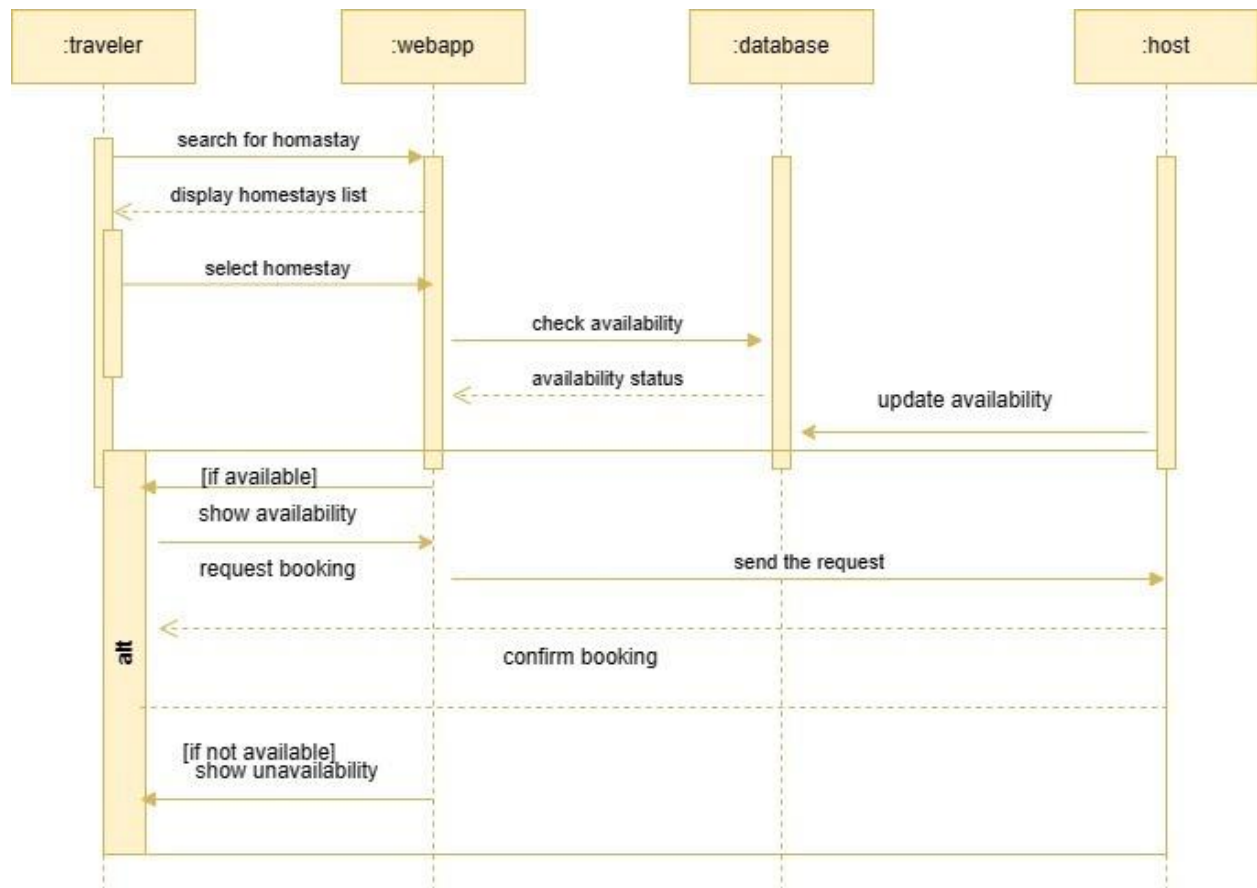 :traveler
:webapp
:database
:host
search for homastay
display homestays list
select homestay
check availability
availability status
update availability
[if available]
show availability
request booking
send the request
confirm booking
alt
[if not available]
show unavailability